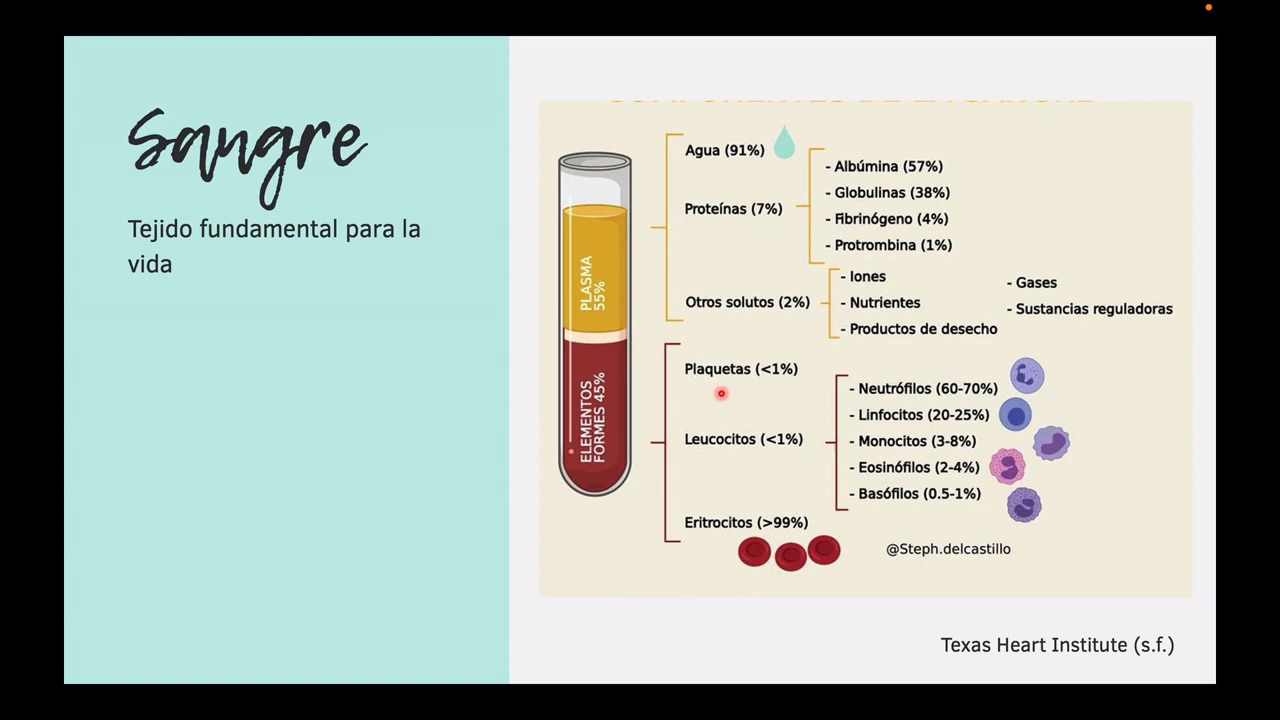 Sangre
Tejido fundamental para la
vida
PLASMA
55%
ELEMENTOS
FORMES 45%
Agua (91%)
Proteínas (7%)
- Albúmina (57%)
- Globulinas (38%)
- Fibrinógeno (4%)
- Protrombina (1%)
Otros solutos (2%)
- Iones
- Nutrientes
- Productos de desecho
- Gases
- Sustancias reguladoras
Plaquetas (<1%)
Leucocitos (<1%)
- Neutrófilos (60-70%)
- Linfocitos (20-25%)
- Monocitos (3-8%)
- Eosinófilos (2-4%)
- Basófilos (0.5-1%)
Eritrocitos (>99%)
@Steph.delcastillo
Texas Heart Institute (s.f.)